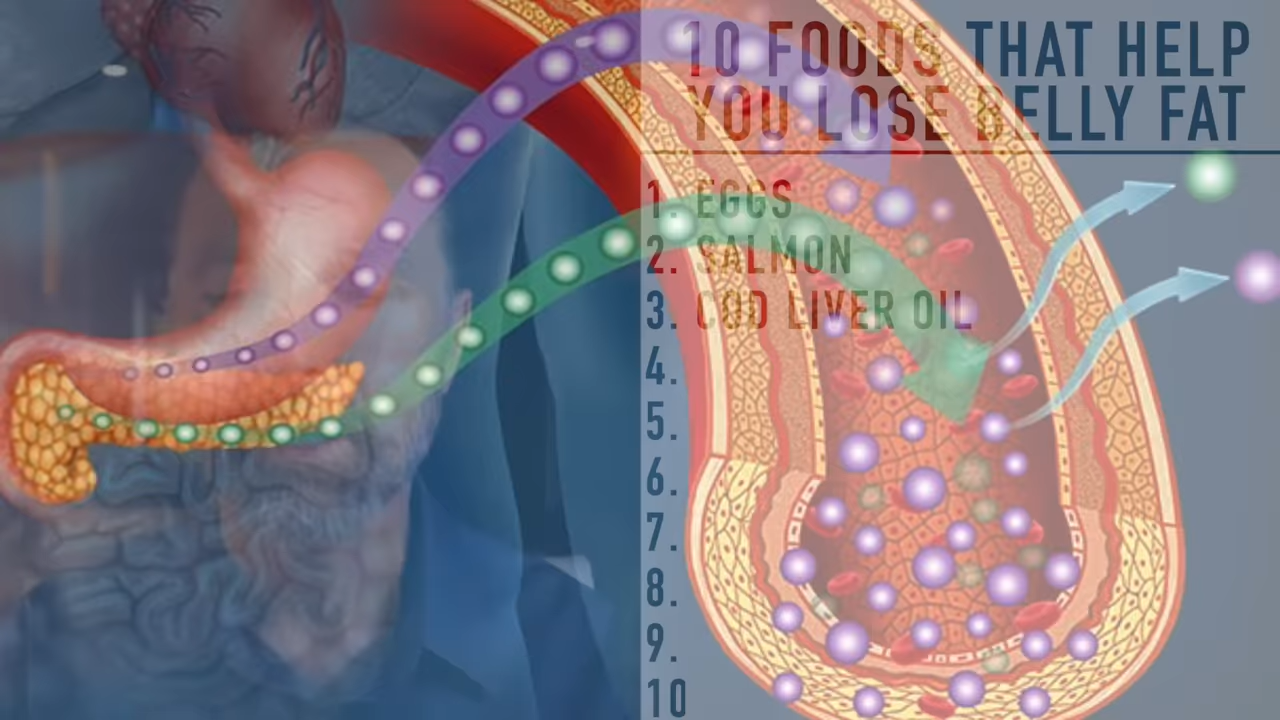 10 FOODS THAT HELP
YOU LOSE BELLY FAT
1. EGGS
2. SALMON
3. COD LIVER OIL
4.
5.
6.
7.
8.
9.
10